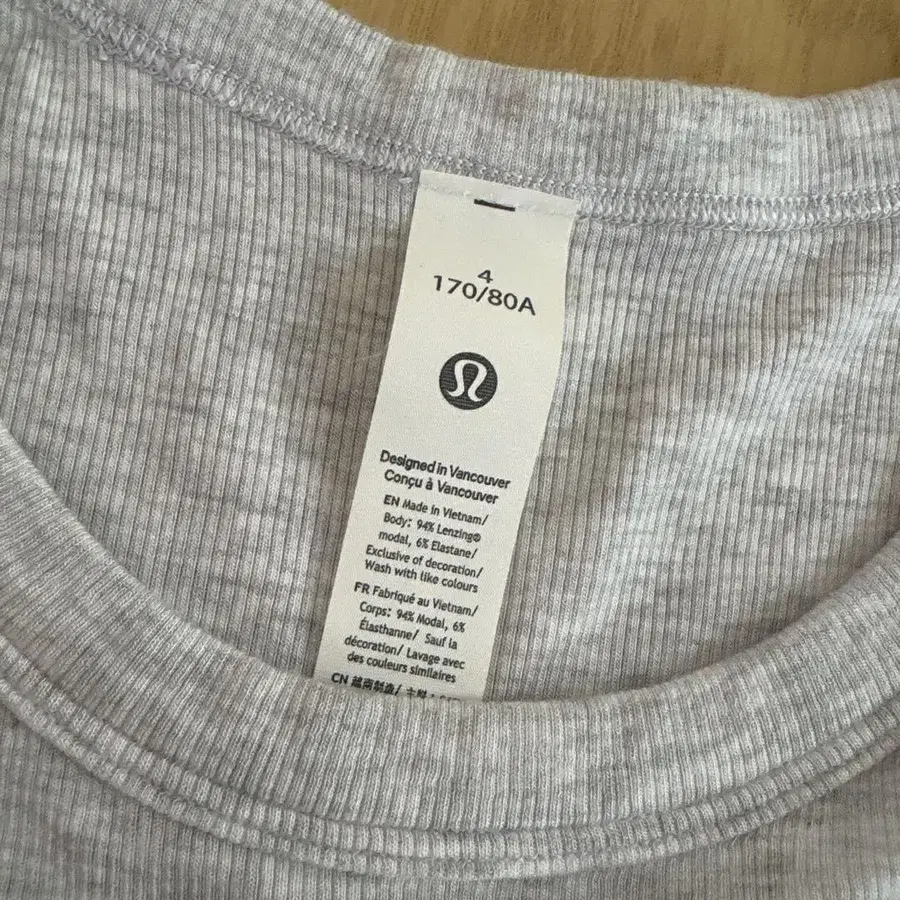 4
170/80A
Designed in Vancouver
Conçu à Vancouver
EN Made in Vietnam/
Body: 94% Lenzing®
modal, 6% Elastane/
Exclusive of decoration/
Wash with like colours
FR Fabriqué au Vietnam/
Corps: 94% Modal, 6%
Élasthanne/ Sauf la
décoration/ Lavage avec
des couleurs similaires
CN 越南制造/